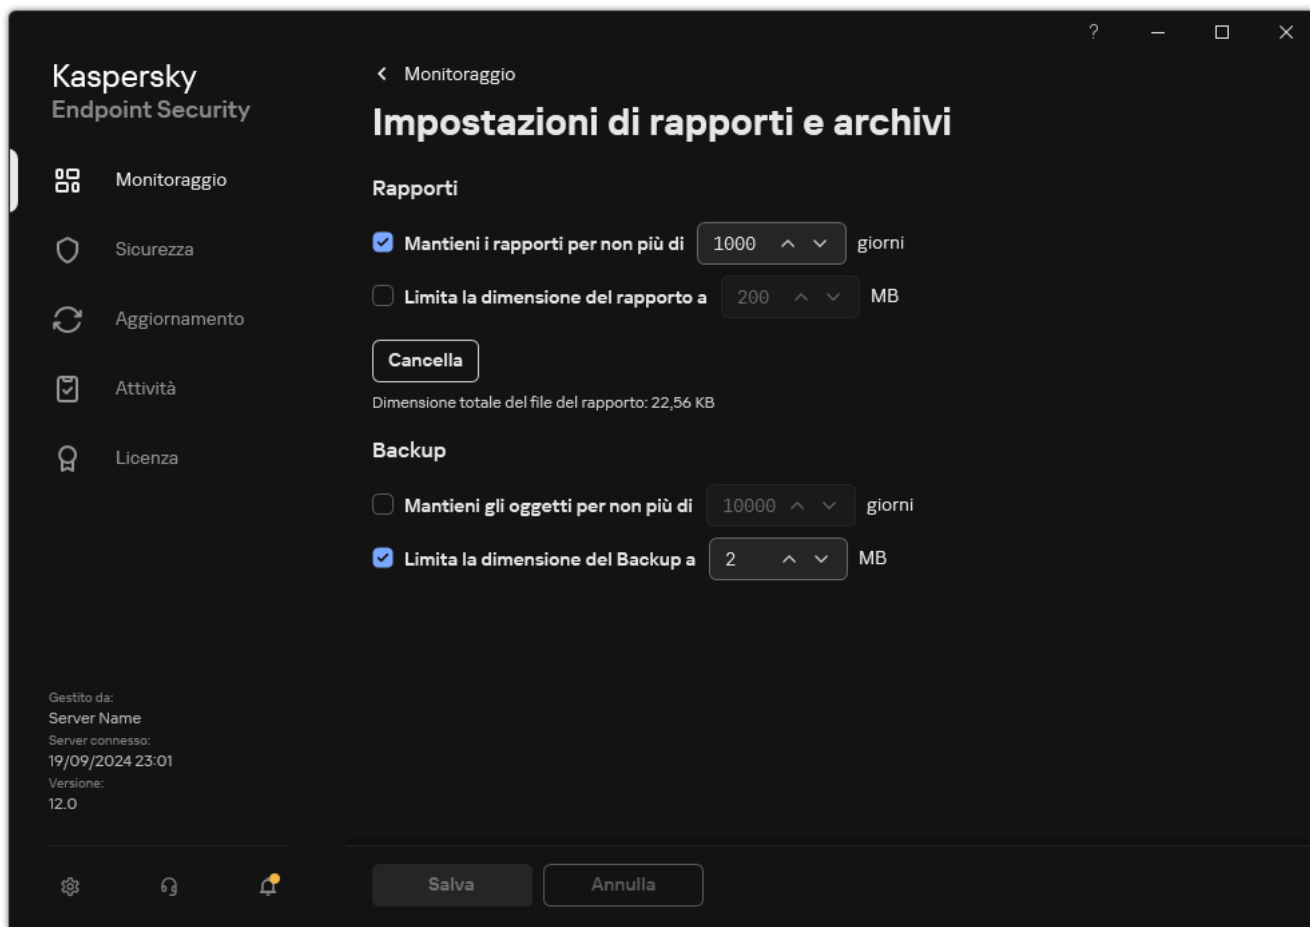 ?
Kaspersky
Endpoint Security
Monitoraggio
Sicurezza
Aggiornamento
Attività
Licenza
Gestito da:
Server Name
Server connesso:
19/09/2024 23:01
Versione:
12.0
Monitoraggio
Impostazioni di rapporti e archivi
Rapporti
Mantieni i rapporti per non più di 1000 giorni
Limita la dimensione del rapporto a 200 MB
Cancella
Dimensione totale del file del rapporto: 22,56 KB
Backup
Mantieni gli oggetti per non più di 10000 giorni
Limita la dimensione del Backup a 2 MB
Salva Annulla